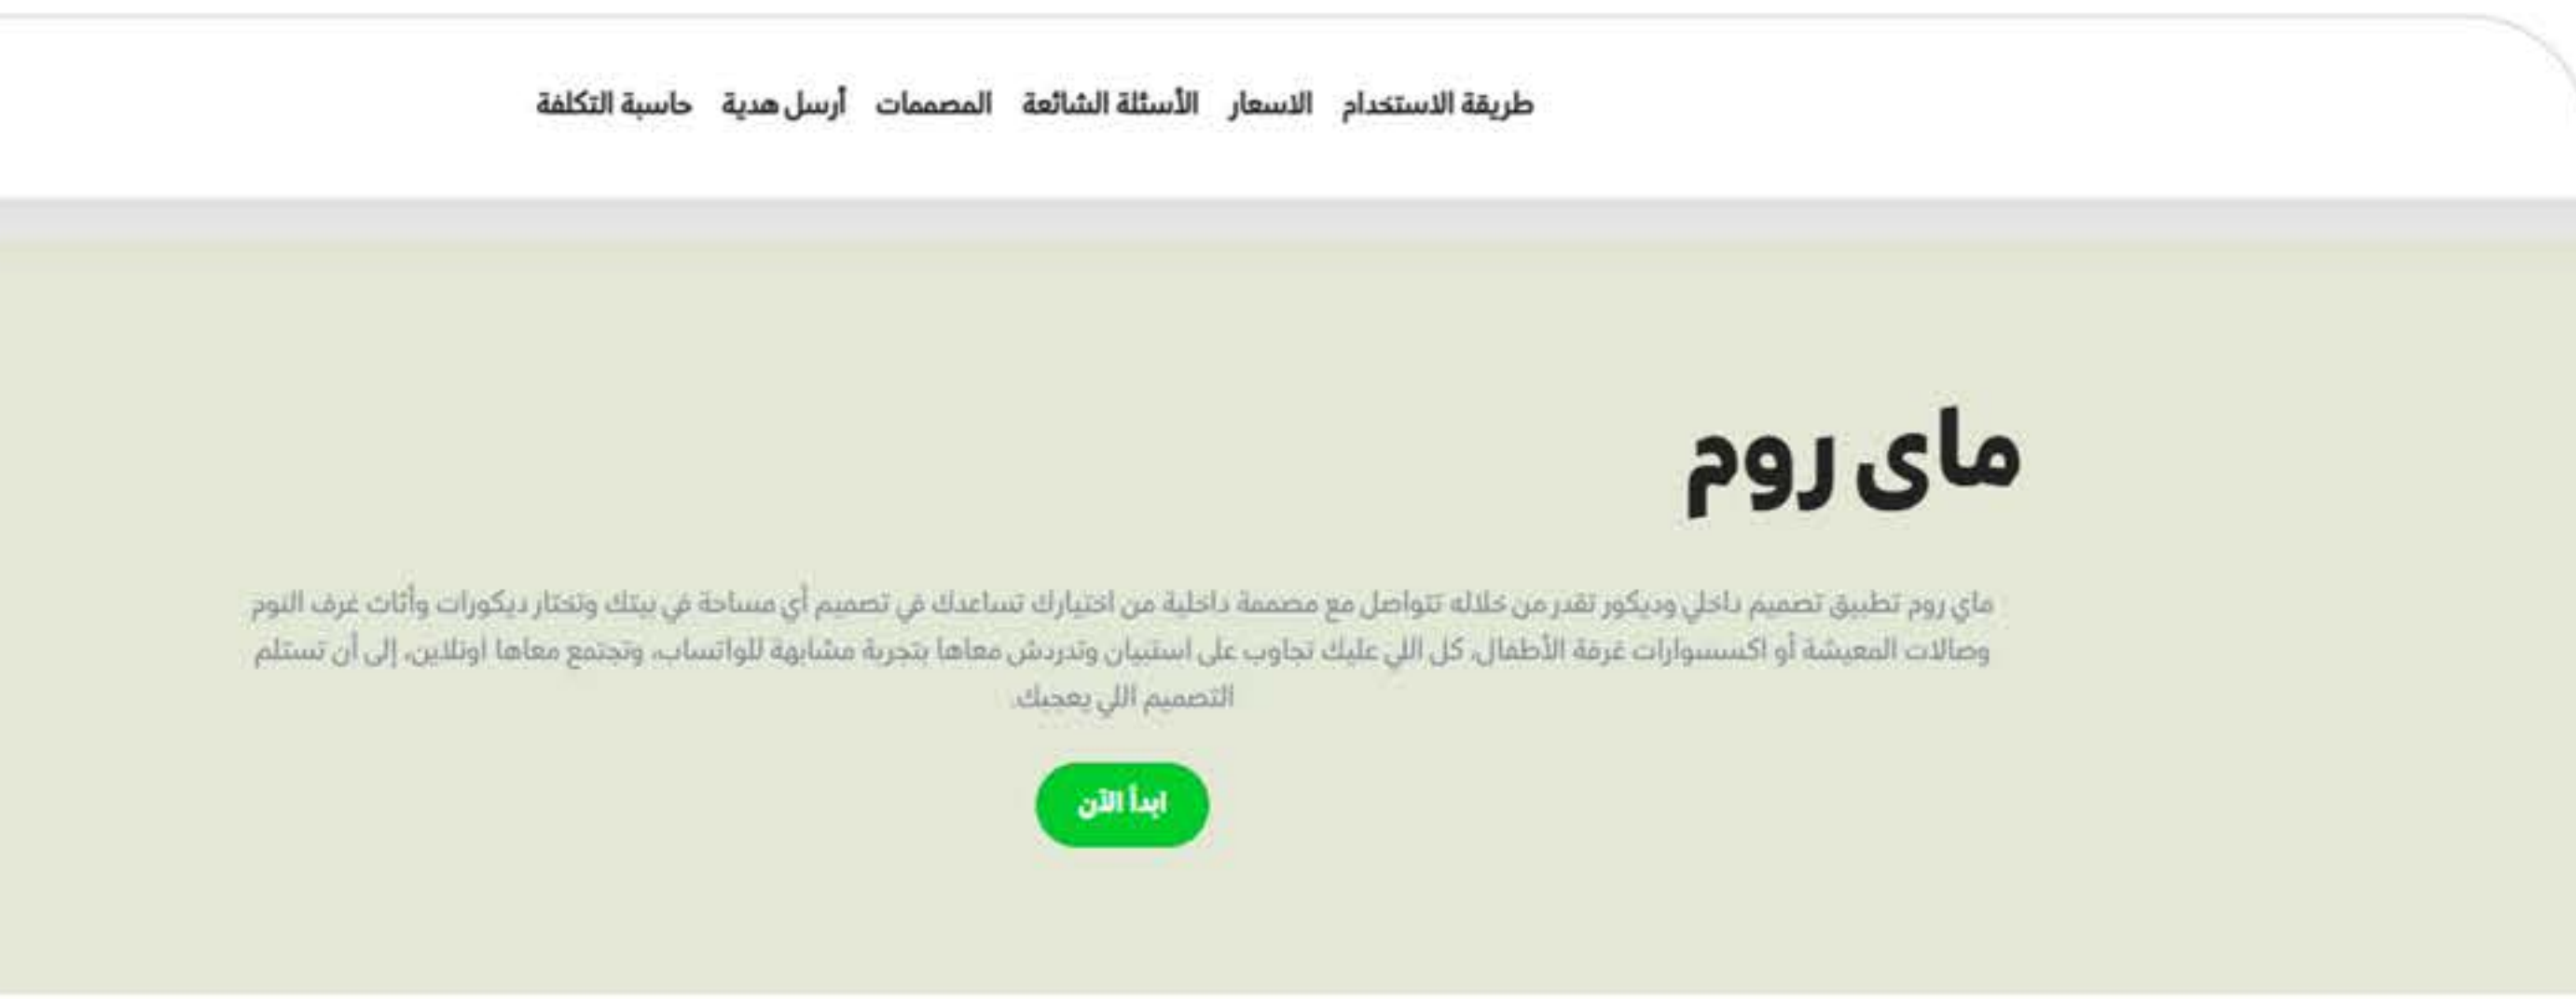 طريقة الاستخدام الاسعار الأسئلة الشائعة المصممات أرسل هدية حاسبة التكلفة
ماى روم
ماي روم تطبيق تصميم داخلي وديكور تقدر من خلاله تتواصل مع مصممة داخلية من اختيارك تساعدك في تصميم أي مساحة في بيتك وتختار ديكورات وأثاث غرف النوم
وصالات المعيشة أو اكسسوارات غرفة الأطفال، كل اللي عليك تجاوب على استبيان وتدردش معاها بتجربة مشابهة للواتساب، وتجتمع معاها اونلاين، إلى أن تستلم
التصميم اللي يعجبك.
ابدأ الآن